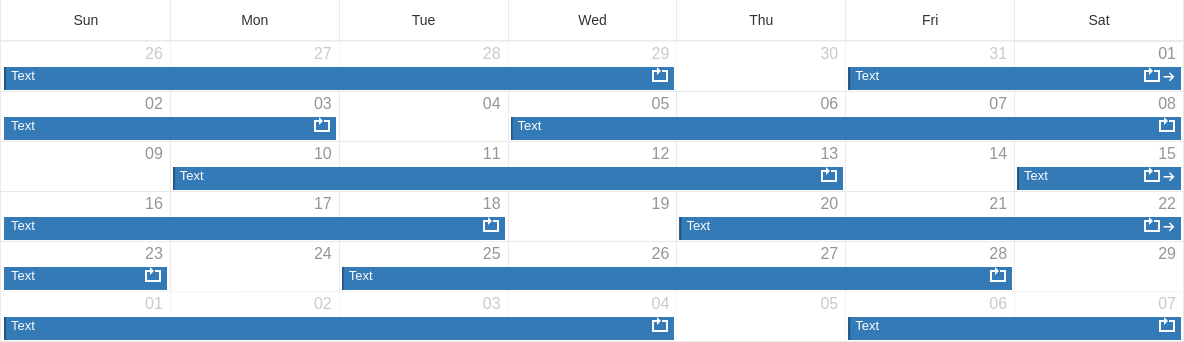 Sun Mon Tue Wed Thu Fri Sat
26 27 28 29 30 31 01
Text Text
02 03 04 05 06 07 08
Text Text
09 10 11 12 13 14 15
Text Text
16 17 18 19 20 21 22
Text Text
23 24 25 26 27 28 29
Text Text
01 02 03 04 05 06 07
Text Text